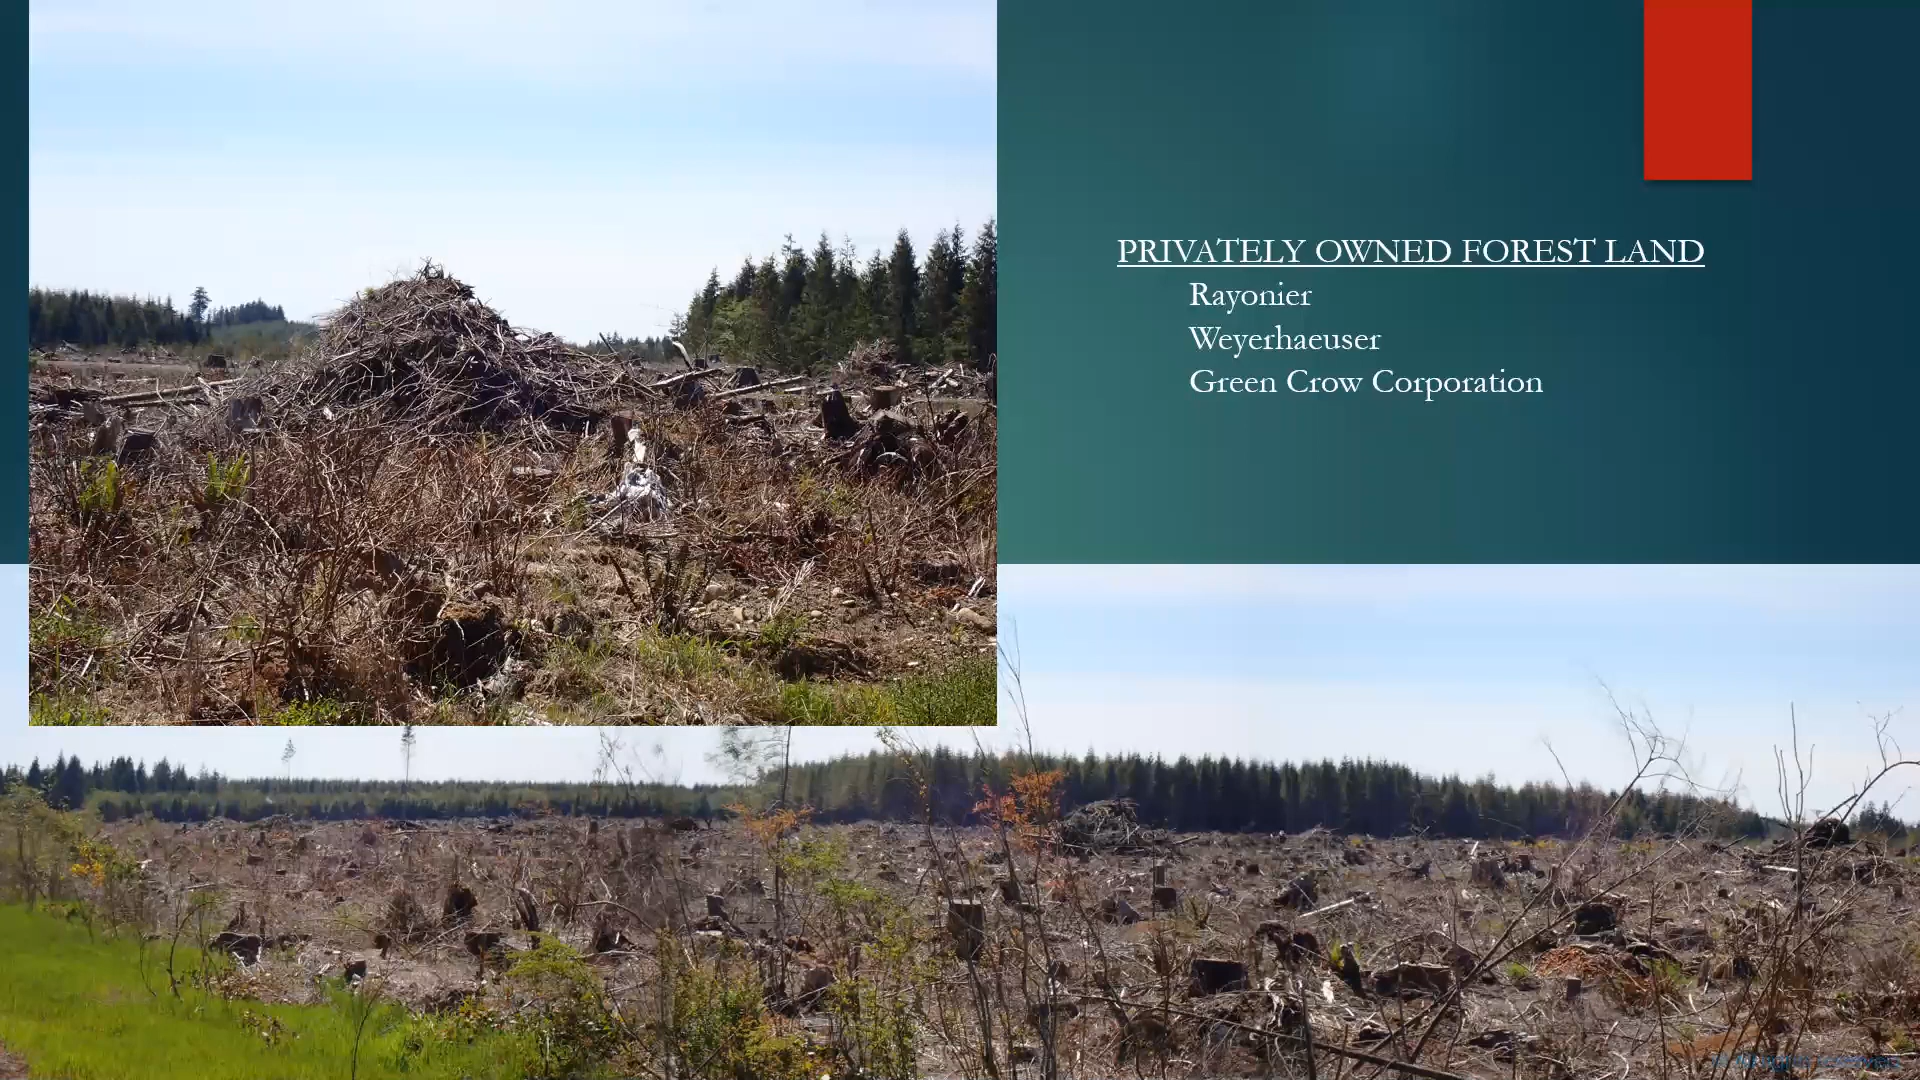 PRIVATELY OWNED FOREST LAND
Rayonier
Weyerhaeuser
Green Crow Corporation